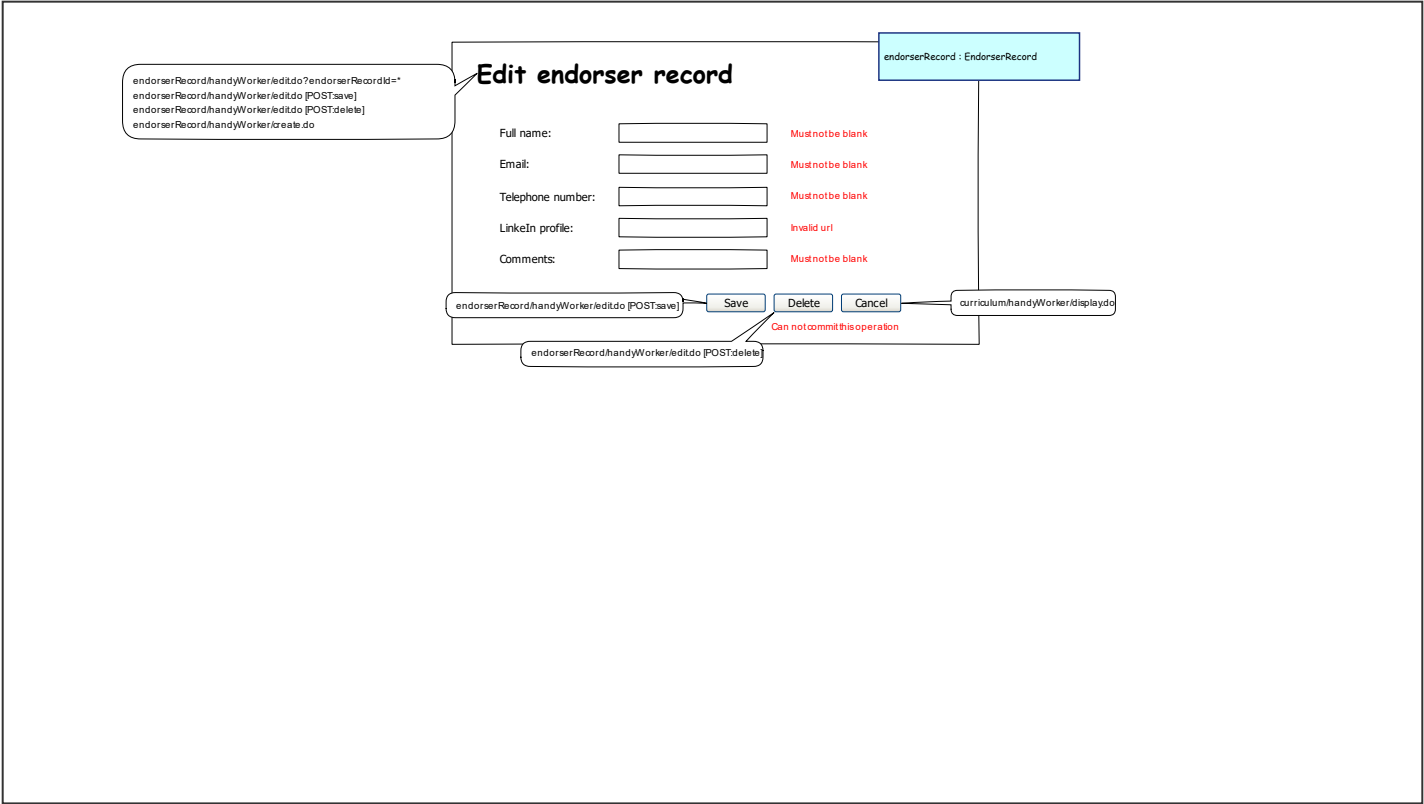 endorserRecord : EndorserRecord
Edit endorser record
endorserRecord/handyWorker/edit.do?endorserRecordId=*
endorserRecord/handyWorker/edit.do [POST:save]
endorserRecord/handyWorker/edit.do [POST:delete]
endorserRecord/handyWorker/create.do
Full name: Must not be blank
Email: Must not be blank
Telephone number: Must not be blank
LinkeIn profile: Invalid url
Comments: Must not be blank
endorserRecord/handyWorker/edit.do [POST:save] Save Delete Cancel curriculum/handyWorker/display.do
Can not commit this operation
endorserRecord/handyWorker/edit.do [POST:delete]